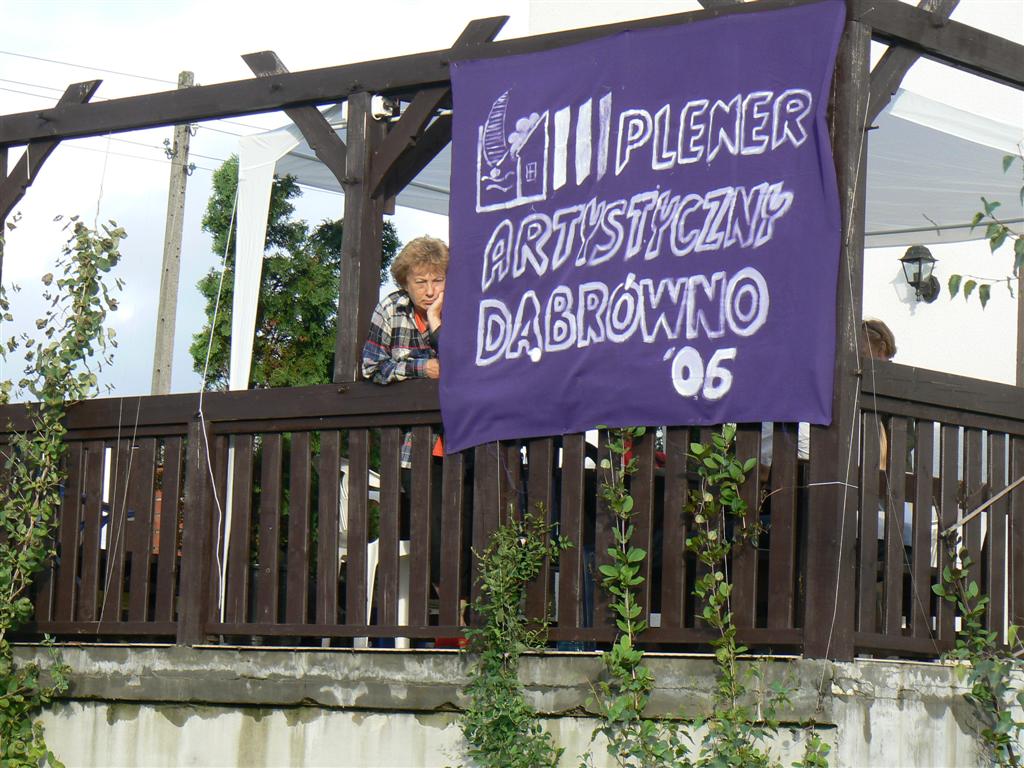 III PLENER
ARTYSTYCZNY
DĄBRÓWNO
'06